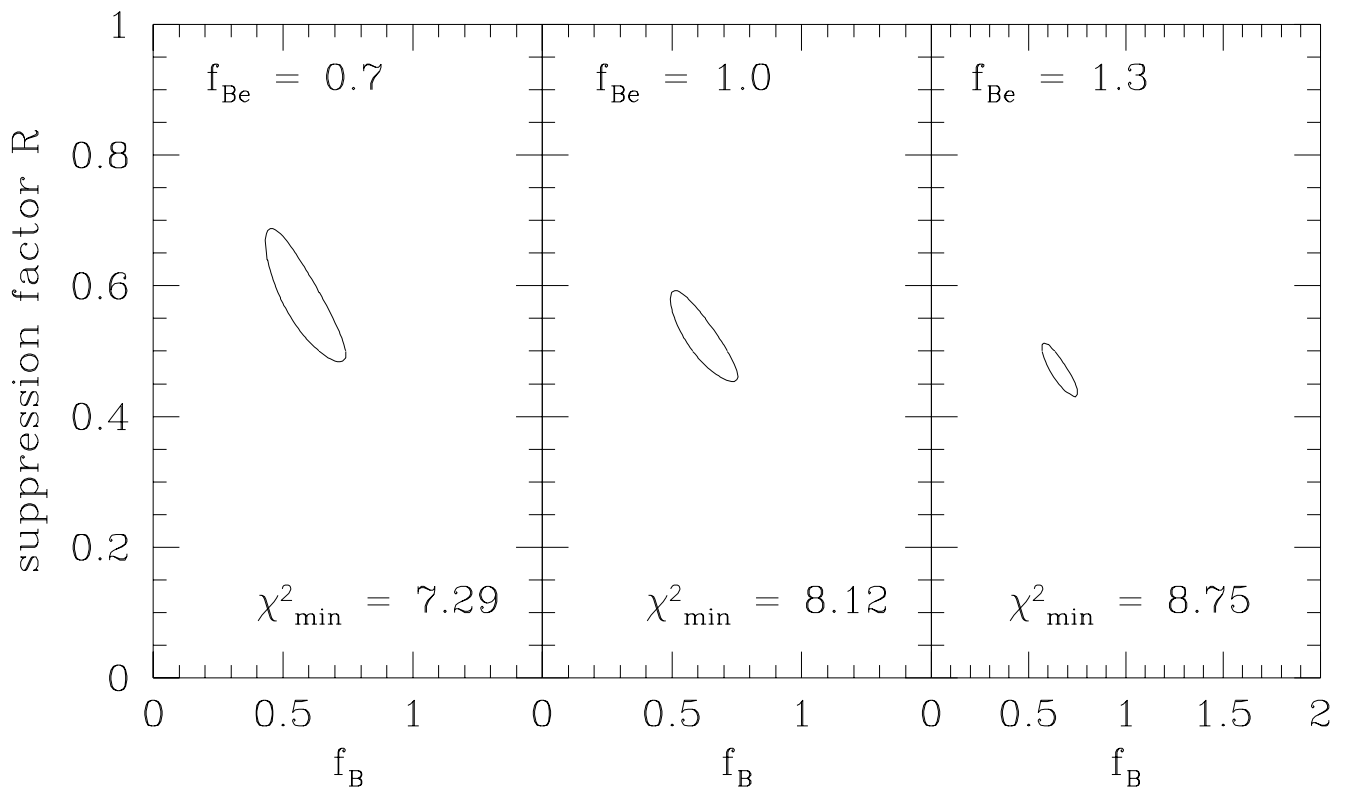 suppression factor R
1
0.8
0.6
0.4
0.2
0
f_Be = 0.7
χ²_min = 7.29
0 0.5 1
f_B
f_Be = 1.0
χ²_min = 8.12
0 0.5 1
f_B
f_Be = 1.3
χ²_min = 8.75
0 0.5 1 1.5 2
f_B